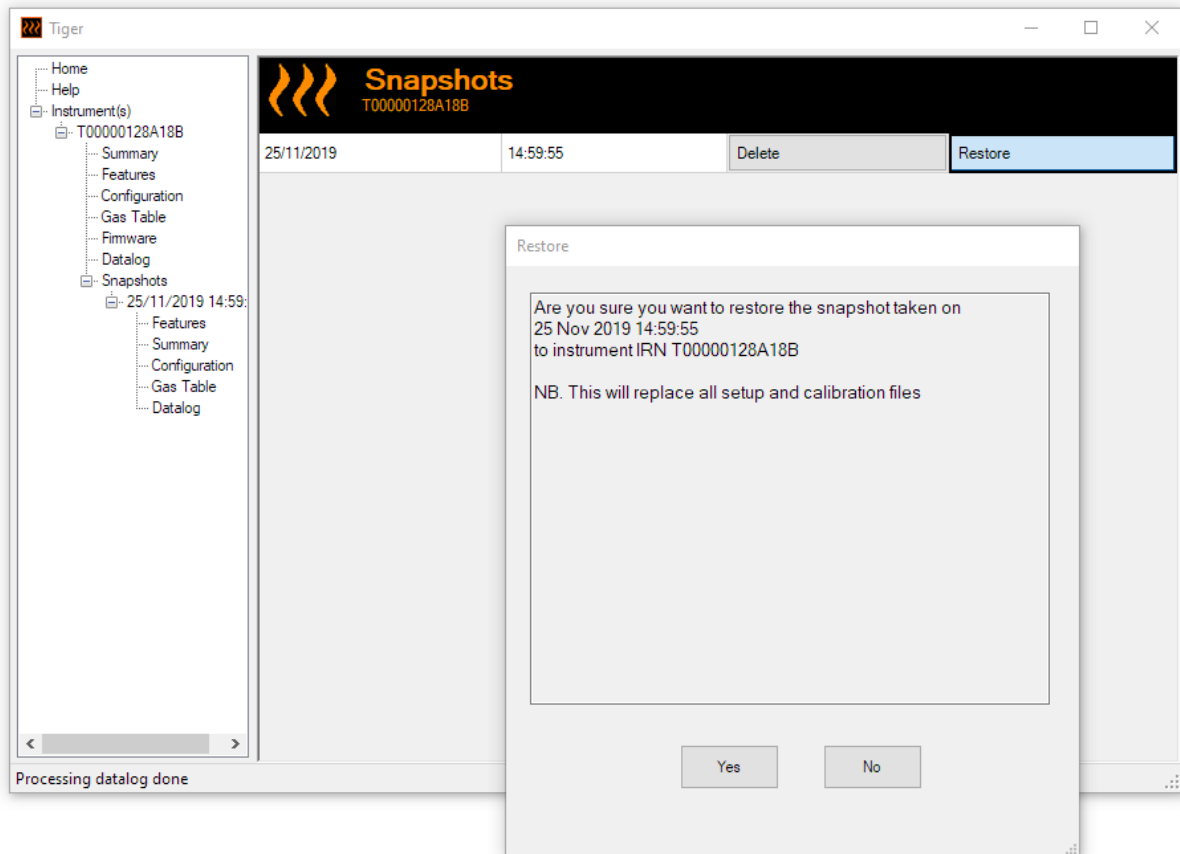 Tiger
Home
Help
Instrument(s)
T00000128A18B
Summary
Features
Configuration
Gas Table
Firmware
Datalog
Snapshots
25/11/2019 14:59:
Features
Summary
Configuration
Gas Table
Datalog
Snapshots
T00000128A18B
25/11/2019 14:59:55 Delete Restore
Restore
Are you sure you want to restore the snapshot taken on
25 Nov 2019 14:59:55
to instrument IRN T00000128A18B
NB. This will replace all setup and calibration files
Yes No
Processing datalog done